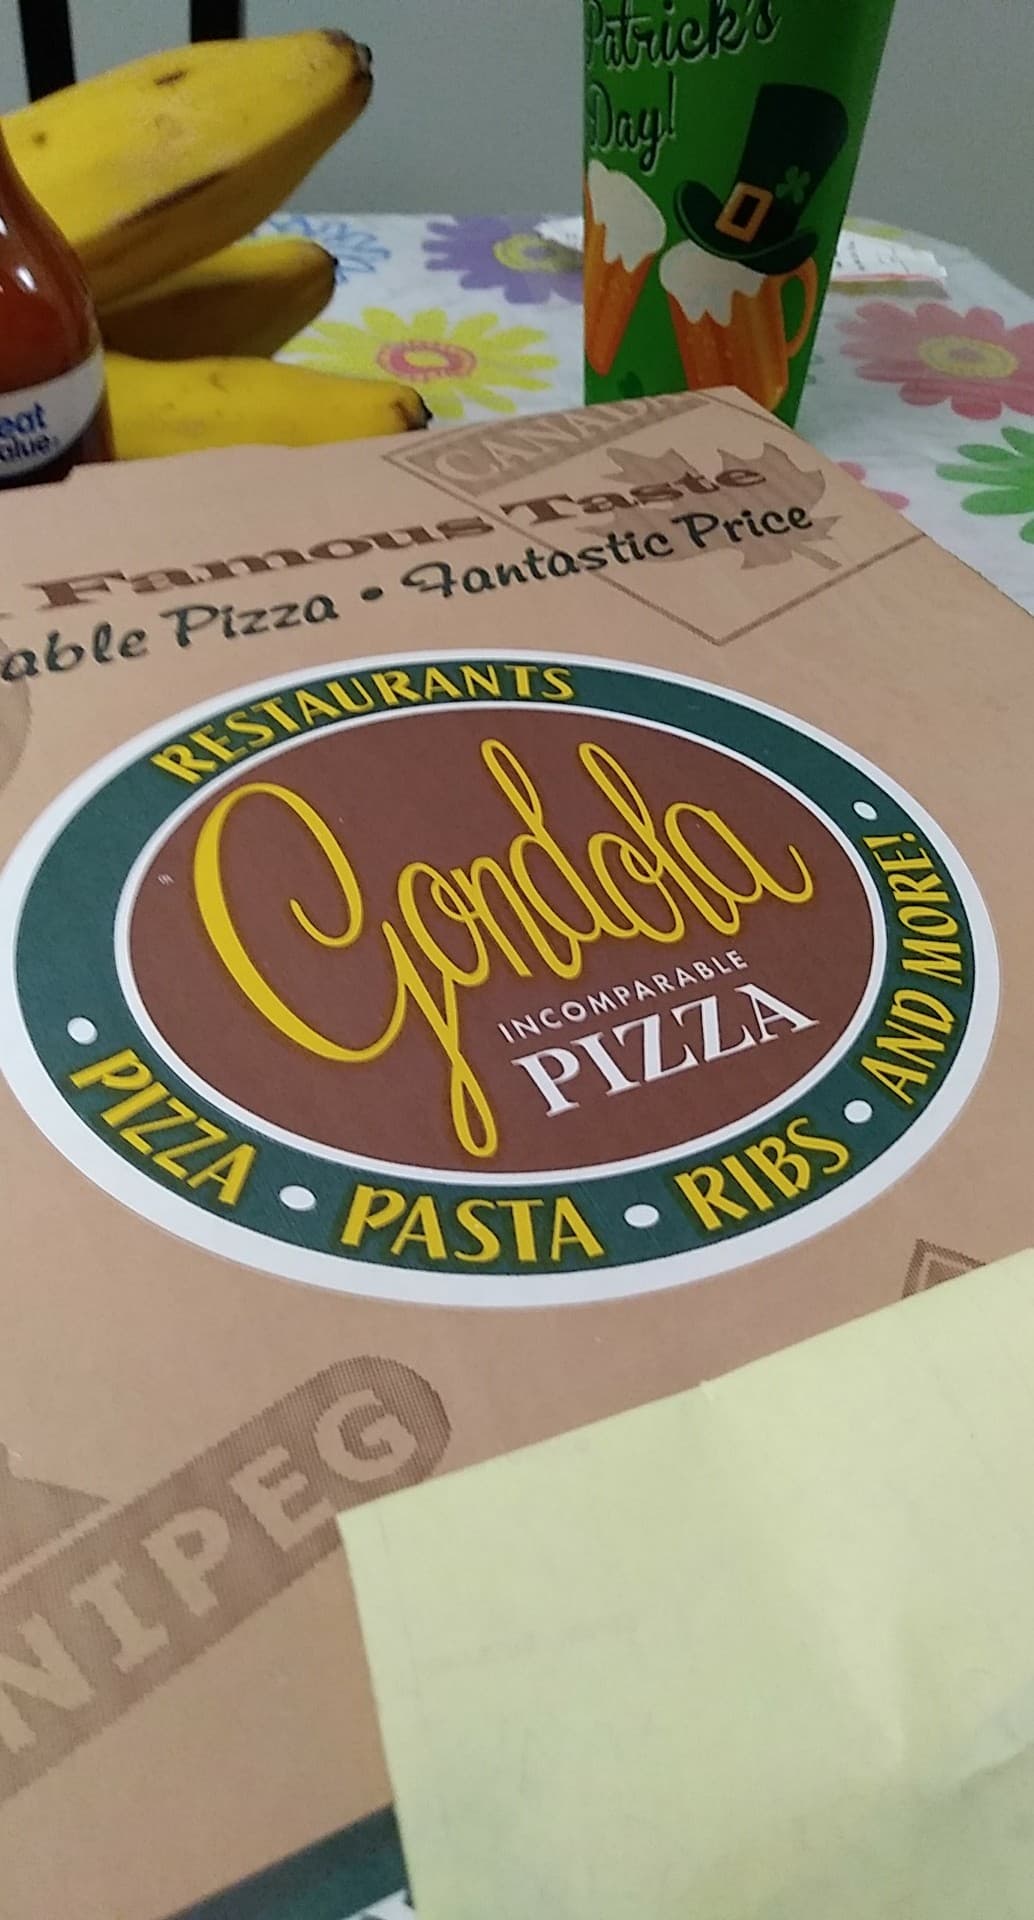 Patrick's
Day!
eat
alue
CANADA
Famous Taste
able Pizza • Fantastic Price
RESTAURANTS
Gondola
INCOMPARABLE
PIZZA
• PIZZA • PASTA • RIBS • AND MORE! •
NIPEG